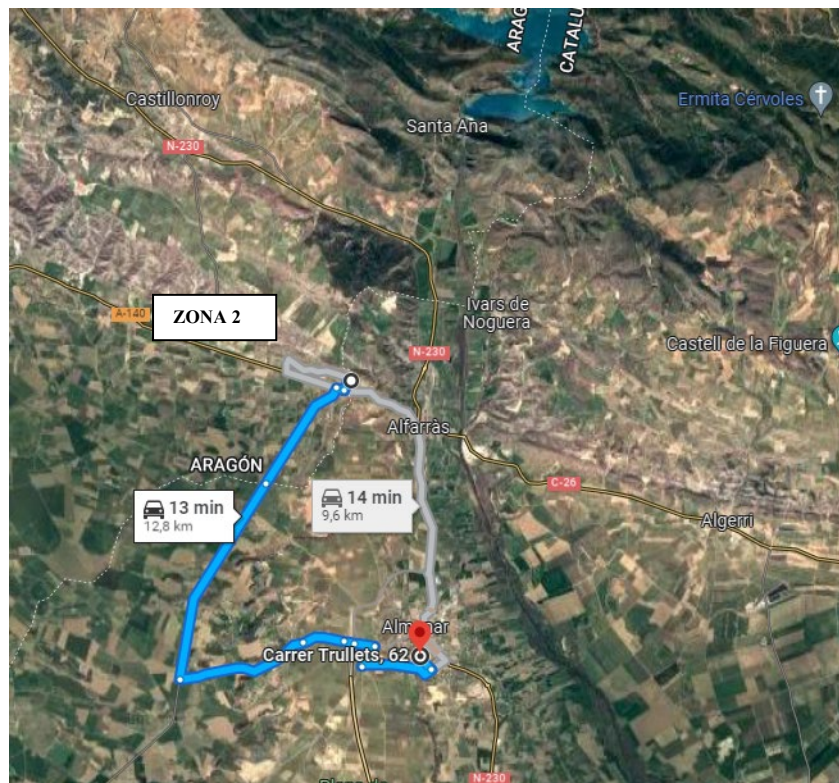 ARAG
CATALU
Castillonroy
Ermita Cérvoles
Santa Ana
N-230
A-140
ZONA 2
Ivars de
Noguera
Castell de la Figuera
N-230
Alfarràs
ARAGÓN
C-26
13 min
12,8 km
14 min
9,6 km
Algerri
Carrer Trullets, 62
N-230